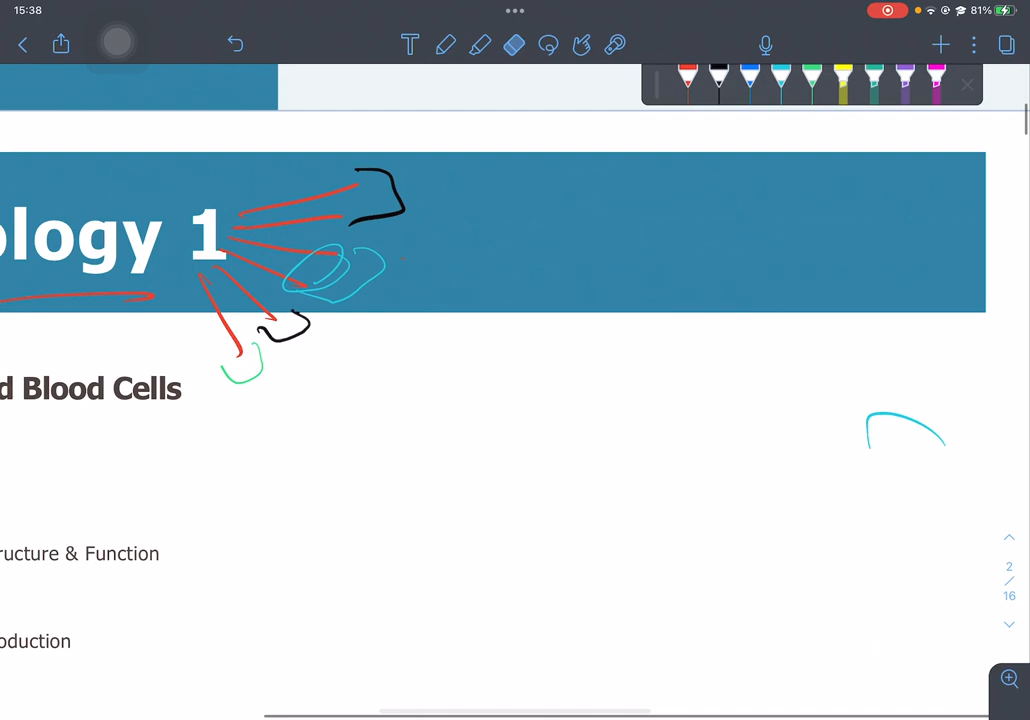 15:38
81%
ology 1
d Blood Cells
ructure & Function
oduction
2
/
16